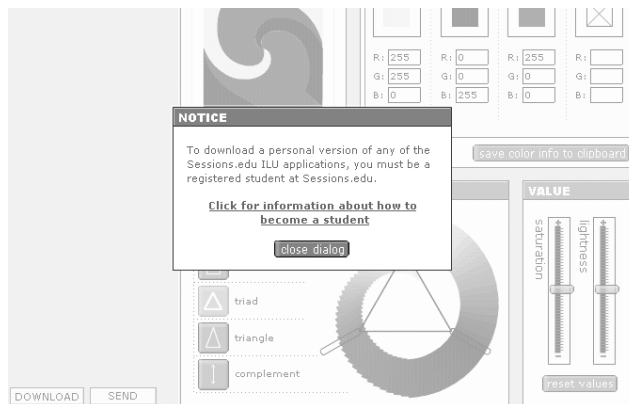 R: 255 R: 0 R: 255 R:
G: 255 G: 0 G: 0 G:
B: 0 B: 255 B: 0 B:
NOTICE
To download a personal version of any of the
Sessions.edu ILU applications, you must be a
registered student at Sessions.edu.
Click for information about how to
become a student
close dialog
save color info to clipboard
VALUE
saturation
lightness
triad
triangle
complement
reset values
DOWNLOAD SEND